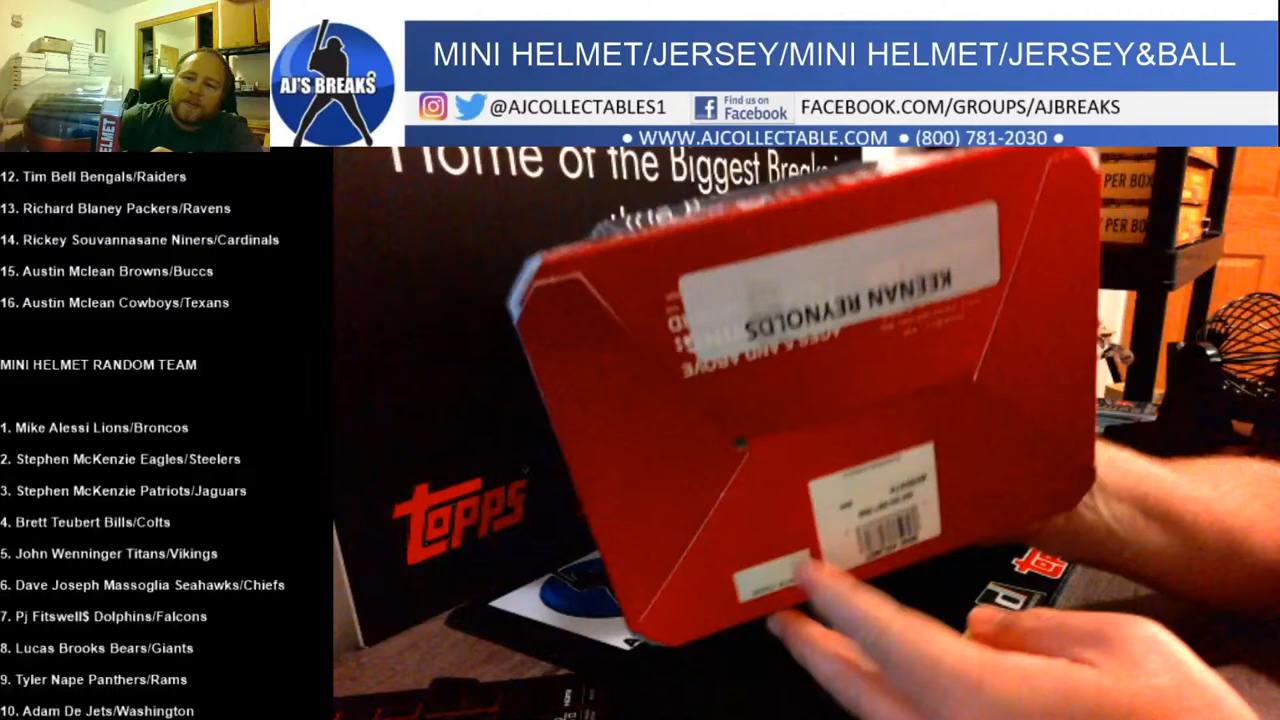 MINI HELMET/JERSEY/MINI HELMET/JERSEY&BALL
AJ'S BREAKS
@AJCOLLECTABLES1
Find us on
Facebook
FACEBOOK.COM/GROUPS/AJBREAKS
● WWW.AJCOLLECTABLE.COM ● (800) 781-2030 ●
HELMET
12. Tim Bell Bengals/Raiders
13. Richard Blaney Packers/Ravens
14. Rickey Souvannasane Niners/Cardinals
15. Austin Mclean Browns/Buccs
16. Austin Mclean Cowboys/Texans
MINI HELMET RANDOM TEAM
1. Mike Alessi Lions/Broncos
2. Stephen McKenzie Eagles/Steelers
3. Stephen McKenzie Patriots/Jaguars
4. Brett Teubert Bills/Colts
5. John Wenninger Titans/Vikings
6. Dave Joseph Massoglia Seahawks/Chiefs
7. Pj Fitswell$ Dolphins/Falcons
8. Lucas Brooks Bears/Giants
9. Tyler Nape Panthers/Rams
10. Adam De Jets/Washington
Home of the Biggest
PER BOX
PER BOX
KEENAN REYNOLDS
AGES 6 AND ABOVE
TOPPS